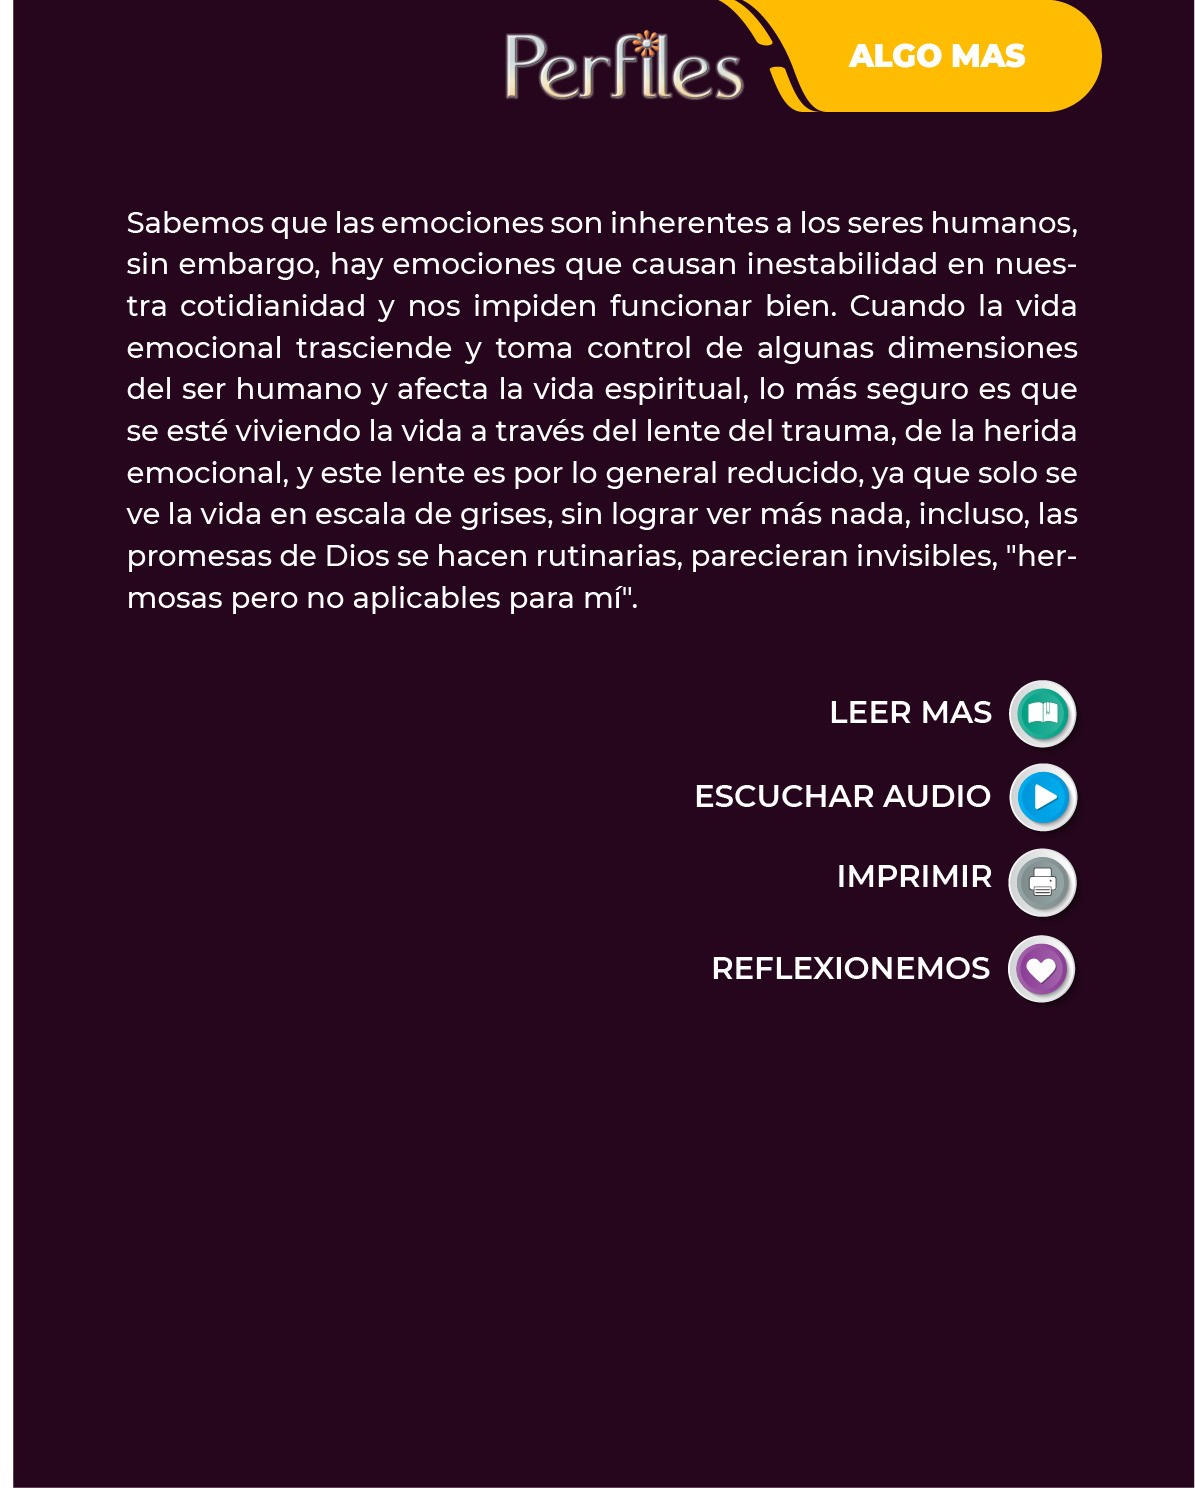 Perfiles
ALGO MAS
Sabemos que las emociones son inherentes a los seres humanos,
sin embargo, hay emociones que causan inestabilidad en nues-
tra cotidianidad y nos impiden funcionar bien. Cuando la vida
emocional trasciende y toma control de algunas dimensiones
del ser humano y afecta la vida espiritual, lo más seguro es que
se esté viviendo la vida a través del lente del trauma, de la herida
emocional, y este lente es por lo general reducido, ya que solo se
ve la vida en escala de grises, sin lograr ver más nada, incluso, las
promesas de Dios se hacen rutinarias, parecieran invisibles, "her-
mosas pero no aplicables para mí".
LEER MAS
ESCUCHAR AUDIO
IMPRIMIR
REFLEXIONEMOS